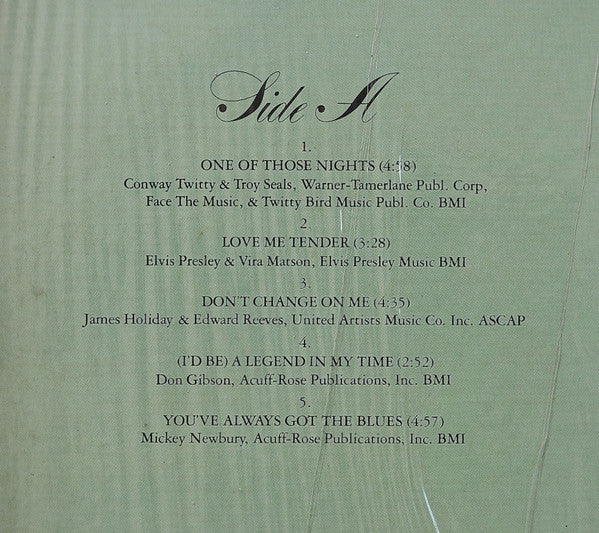 Side A
1.
ONE OF THOSE NIGHTS (4:58)
Conway Twitty & Troy Seals, Warner-Tamerlane Publ. Corp,
Face The Music, & Twitty Bird Music Publ. Co. BMI
2
LOVE ME TENDER (3:28)
Elvis Presley & Vira Matson, Elvis Presley Music BMI
3.
DON'T CHANGE ON ME (4:35)
James Holiday & Edward Reeves, United Artists Music Co. Inc. ASCAP
4.
(I'D BE) A LEGEND IN MY TIME (2:52)
Don Gibson, Acuff-Rose Publications, Inc. BMI
5.
YOU'VE ALWAYS GOT THE BLUES (4:57)
Mickey Newbury, Acuff-Rose Publications, Inc. BMI